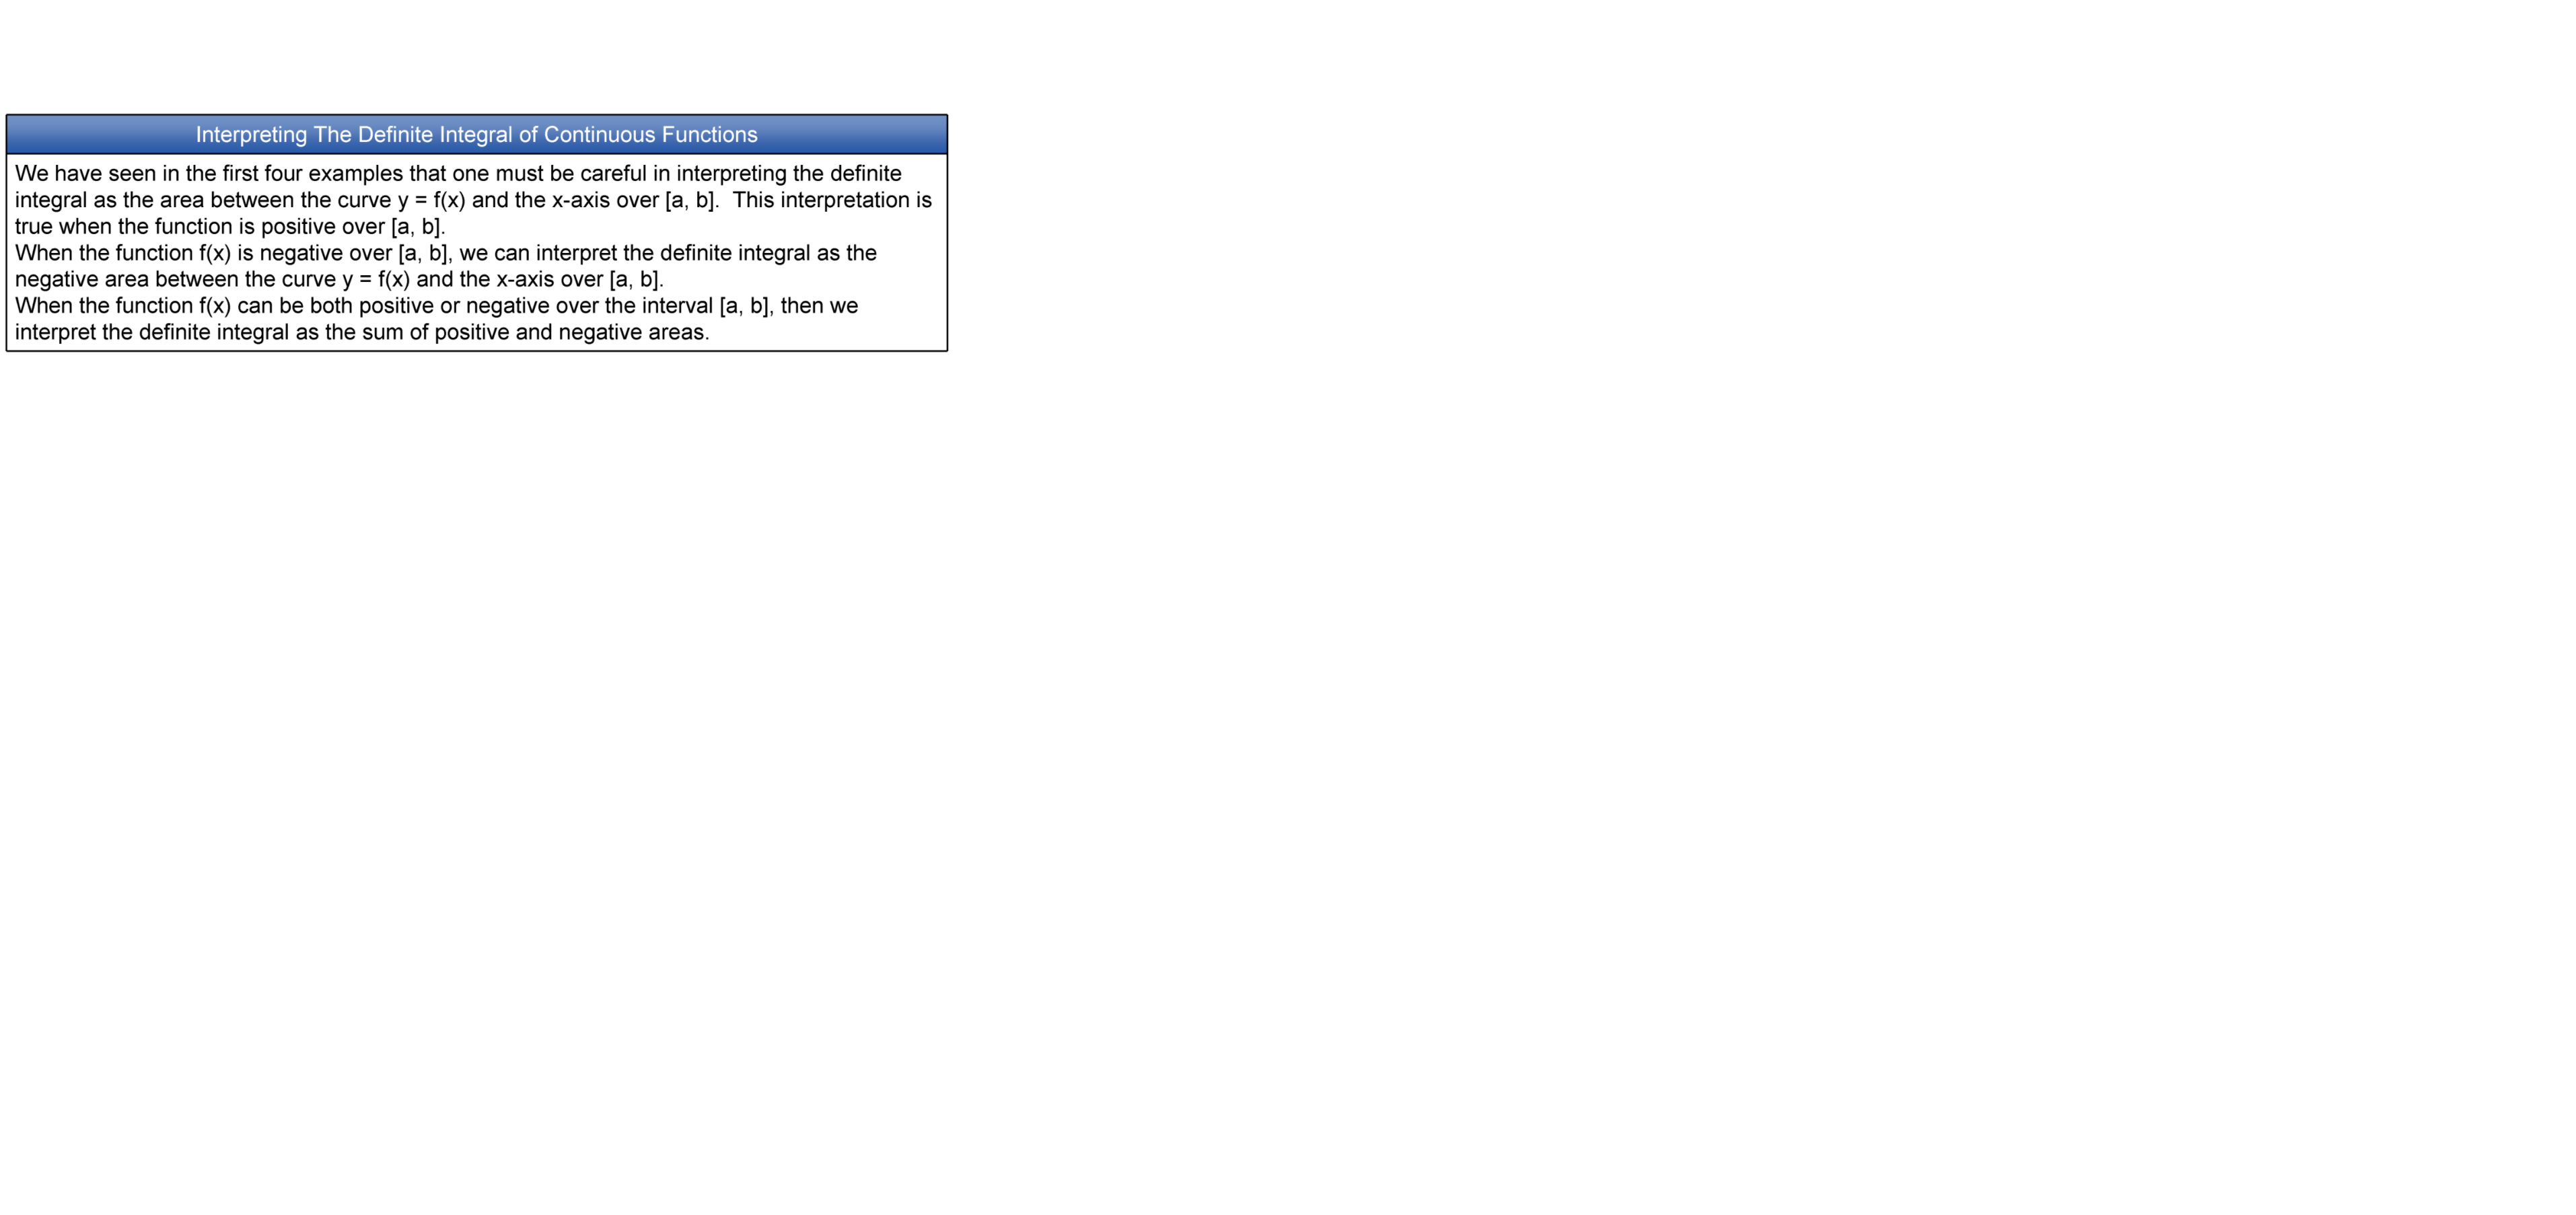 Interpreting The Definite Integral of Continuous Functions
We have seen in the first four examples that one must be careful in interpreting the definite
integral as the area between the curve y = f(x) and the x-axis over [a, b].  This interpretation is
true when the function is positive over [a, b].
When the function f(x) is negative over [a, b], we can interpret the definite integral as the
negative area between the curve y = f(x) and the x-axis over [a, b].
When the function f(x) can be both positive or negative over the interval [a, b], then we
interpret the definite integral as the sum of positive and negative areas.